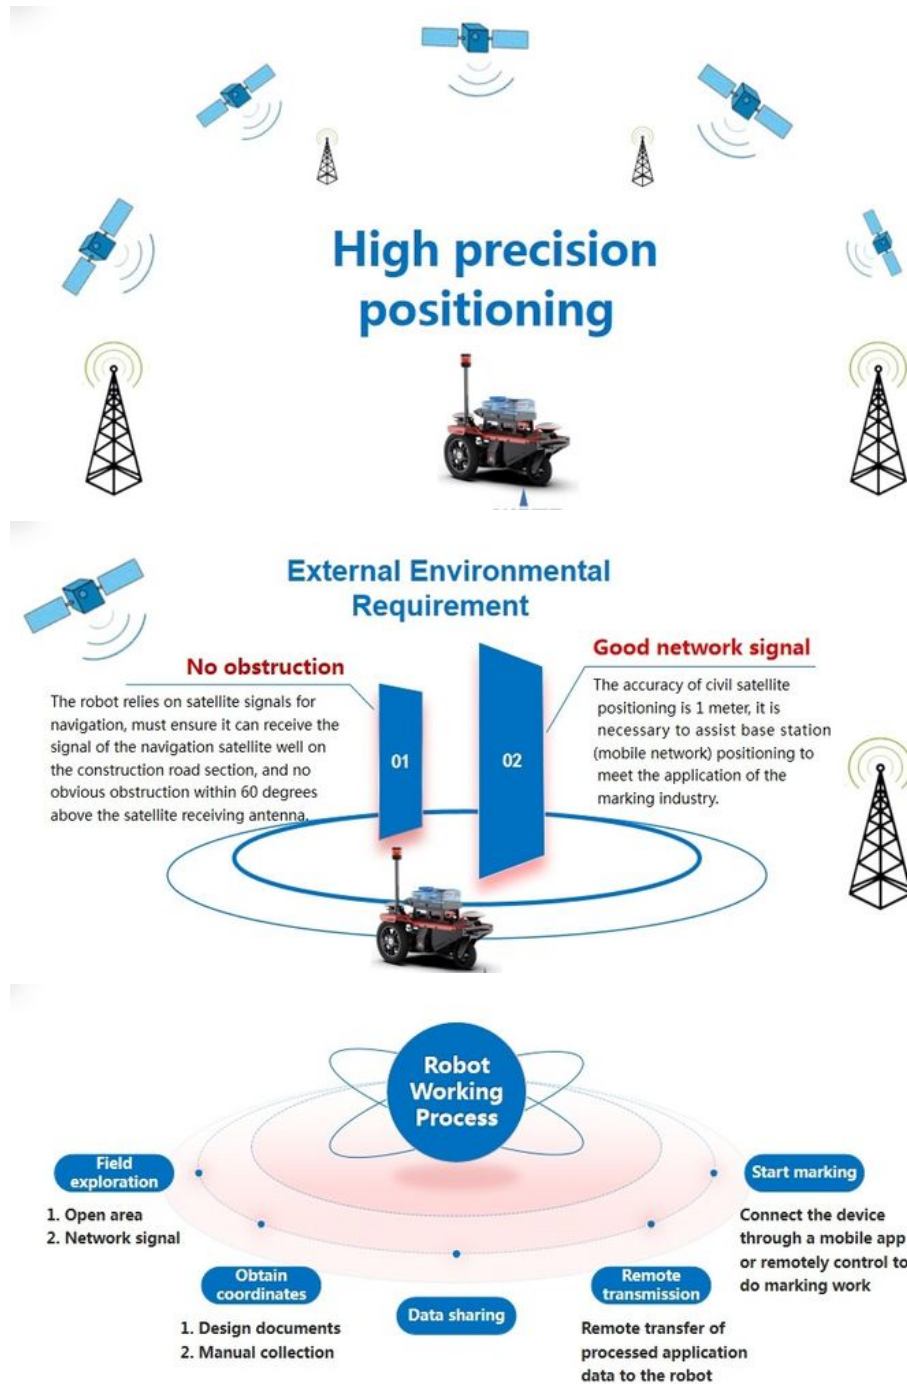 High precision
positioning
External Environmental
Requirement
No obstruction
The robot relies on satellite signals for
navigation, must ensure it can receive the
signal of the navigation satellite well on
the construction road section, and no
obvious obstruction within 60 degrees
above the satellite receiving antenna.
01
02
Good network signal
The accuracy of civil satellite
positioning is 1 meter, it is
necessary to assist base station
(mobile network) positioning to
meet the application of the
marking industry.
Robot
Working
Process
Field
exploration
1. Open area
2. Network signal
Obtain
coordinates
1. Design documents
2. Manual collection
Data sharing
Remote
transmission
Remote transfer of
processed application
data to the robot
Start marking
Connect the device
through a mobile app
or remotely control to
do marking work